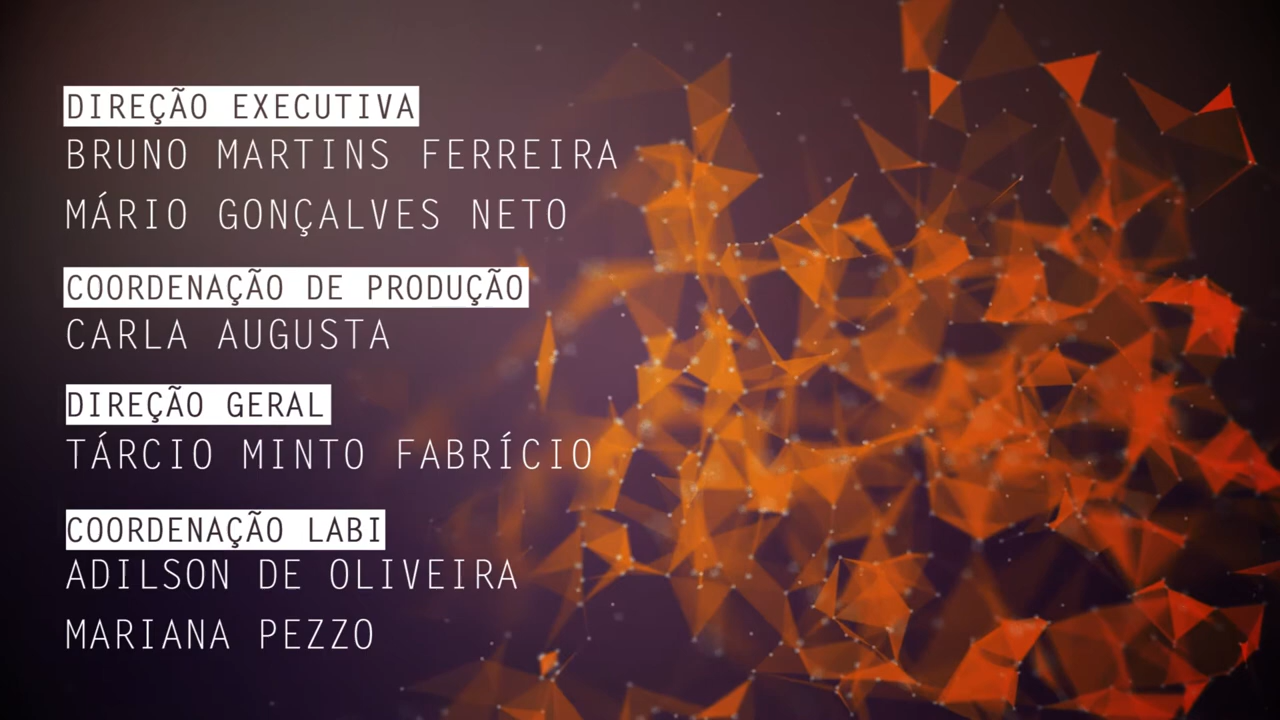 DIREÇÃO EXECUTIVA
BRUNO MARTINS FERREIRA
MÁRIO GONÇALVES NETO
COORDENAÇÃO DE PRODUÇÃO
CARLA AUGUSTA
DIREÇÃO GERAL
TÁRCIO MINTO FABRÍCIO
COORDENAÇÃO LABI
ADILSON DE OLIVEIRA
MARIANA PEZZO